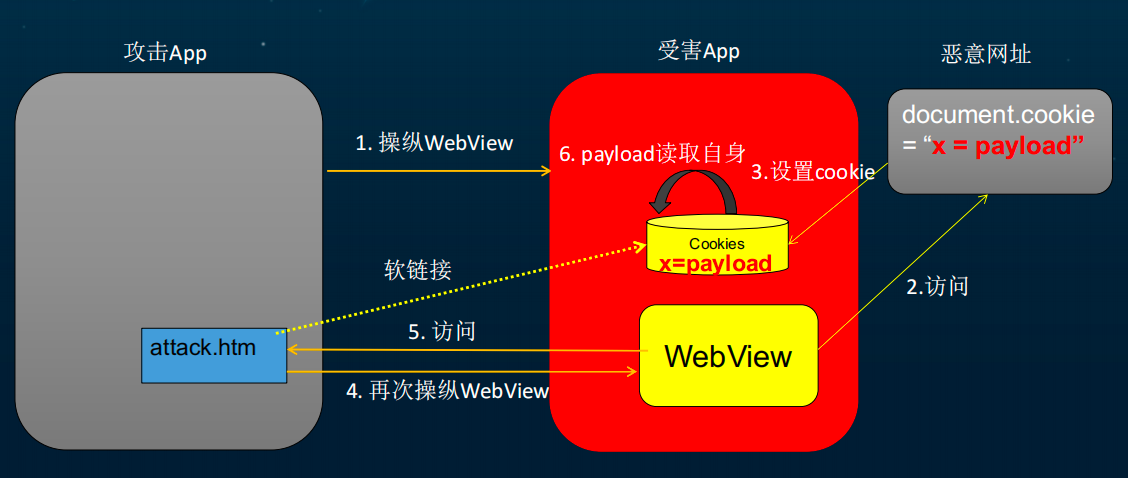 攻击App
受害App
恶意网址
document.cookie
= “x = payload”
1. 操纵WebView
6. payload读取自身
3.设置cookie
Cookies
x=payload
软链接
2.访问
5. 访问
attack.htm
WebView
4. 再次操纵WebView